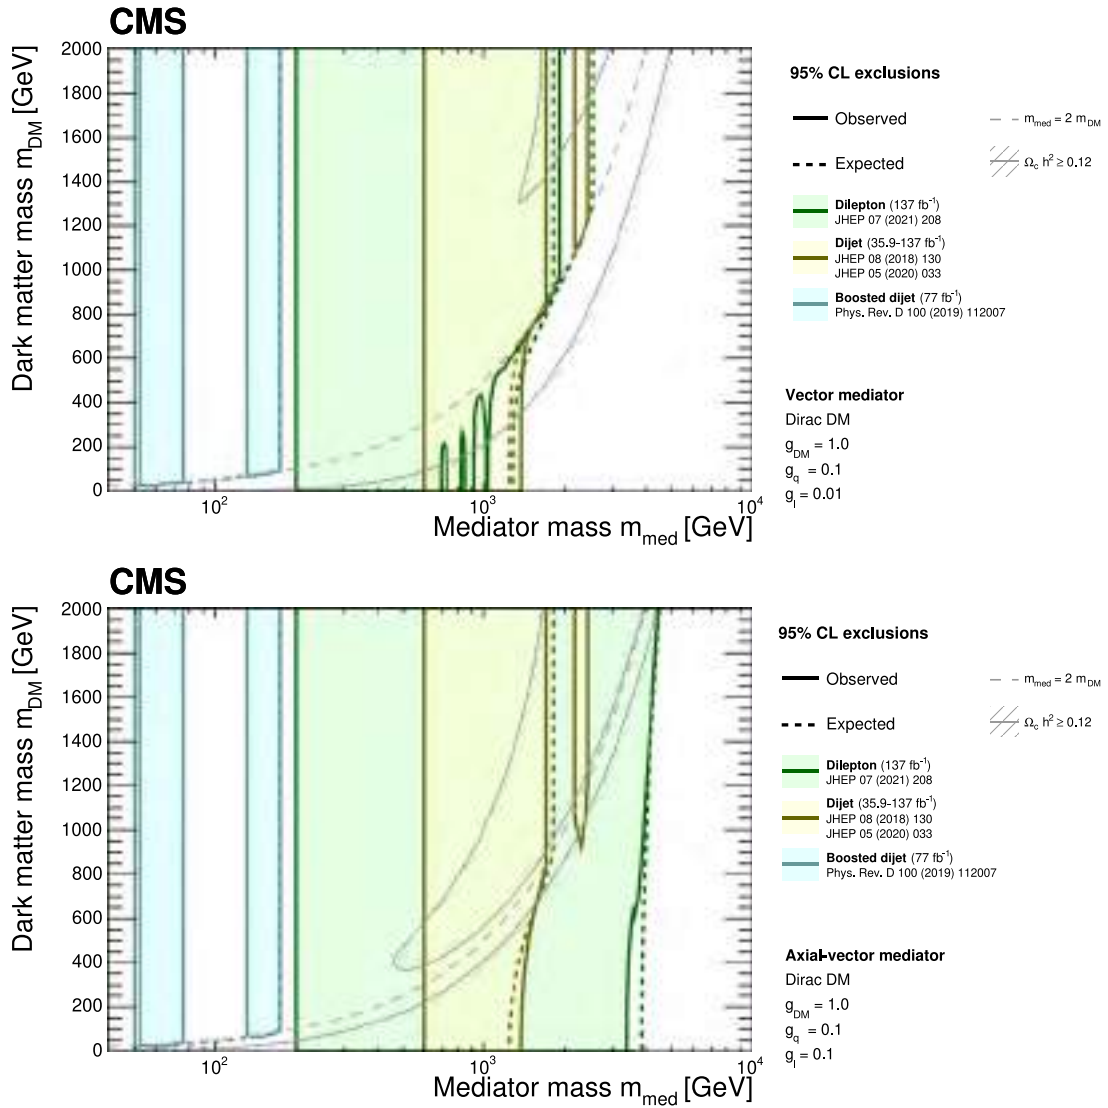 CMS
Dark matter mass m_DM [GeV]
2000
1800
1600
1400
1200
1000
800
600
400
200
0
10^2
10^3
10^4
Mediator mass m_med [GeV]
95% CL exclusions
Observed
m_med = 2 m_DM
Expected
Ω_c h^2 ≥ 0.12
Dilepton (137 fb^-1)
JHEP 07 (2021) 208
Dijet (35.9-137 fb^-1)
JHEP 08 (2018) 130
JHEP 05 (2020) 033
Boosted dijet (77 fb^-1)
Phys. Rev. D 100 (2019) 112007
Vector mediator
Dirac DM
g_DM = 1.0
g_q = 0.1
g_l = 0.01
CMS
Dark matter mass m_DM [GeV]
2000
1800
1600
1400
1200
1000
800
600
400
200
0
10^2
10^3
10^4
Mediator mass m_med [GeV]
95% CL exclusions
Observed
m_med = 2 m_DM
Expected
Ω_c h^2 ≥ 0.12
Dilepton (137 fb^-1)
JHEP 07 (2021) 208
Dijet (35.9-137 fb^-1)
JHEP 08 (2018) 130
JHEP 05 (2020) 033
Boosted dijet (77 fb^-1)
Phys. Rev. D 100 (2019) 112007
Axial-vector mediator
Dirac DM
g_DM = 1.0
g_q = 0.1
g_l = 0.1